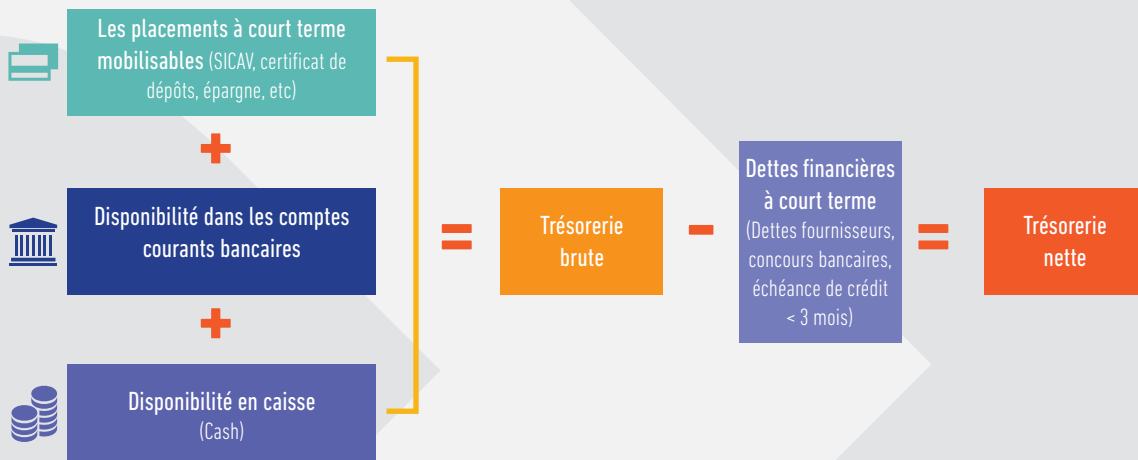 Les placements à court terme
mobilisables (SICAV, certificat de
dépôts, épargne, etc)
+
Disponibilité dans les comptes
courants bancaires
+
Disponibilité en caisse
(Cash)
=
Trésorerie
brute
-
Dettes financières
à court terme
(Dettes fournisseurs,
concours bancaires,
échéance de crédit
< 3 mois)
=
Trésorerie
nette